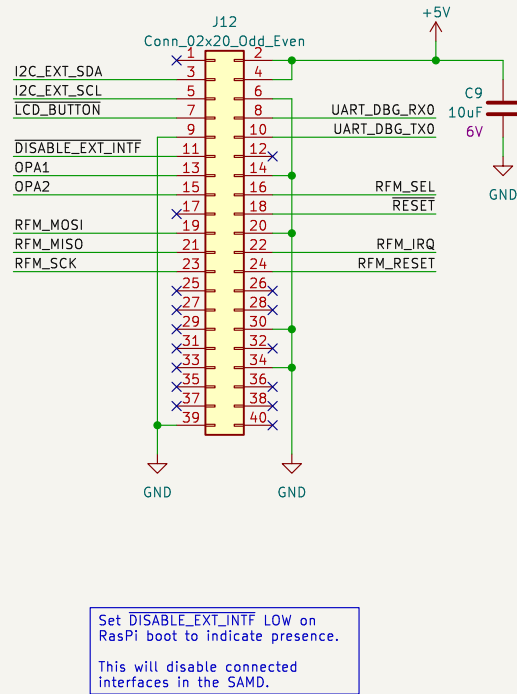 +5V
J12
Conn_02x20_Odd_Even
1 2
I2C_EXT_SDA 3 4
C9
I2C_EXT_SCL 5 6
10uF
LCD_BUTTON 7 8 UART_DBG_RX0
6V
9 10 UART_DBG_TX0
DISABLE_EXT_INTF 11 12
OPA1 13 14
GND
OPA2 15 16 RFM_SEL
17 18 RESET
RFM_MOSI 19 20
RFM_MISO 21 22 RFM_IRQ
RFM_SCK 23 24 RFM_RESET
25 26
27 28
29 30
31 32
33 34
35 36
37 38
39 40
GND GND
Set DISABLE_EXT_INTF LOW on
RasPi boot to indicate presence.
This will disable connected
interfaces in the SAMD.